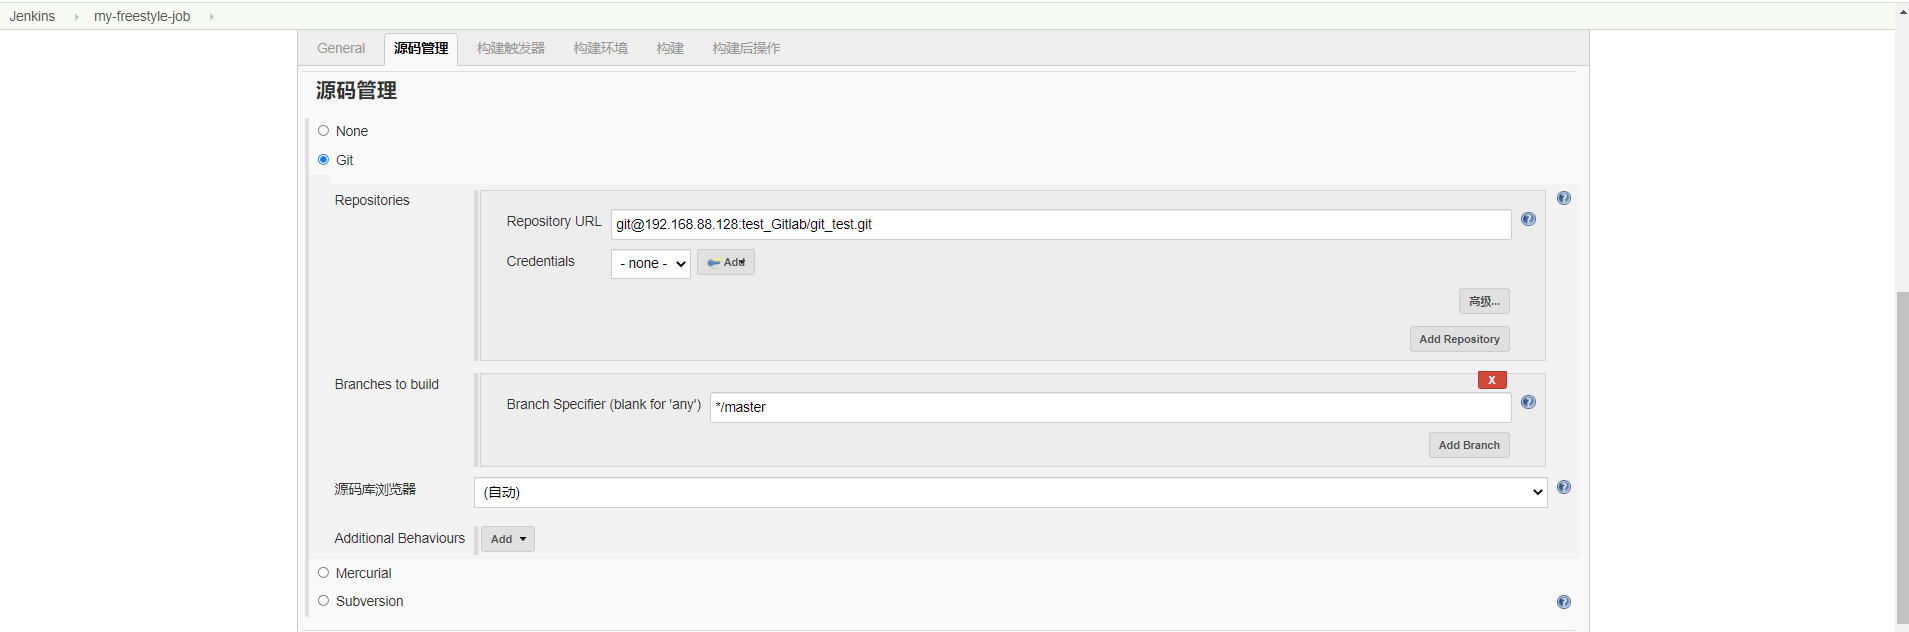 Jenkins my-freestyle-job
General 源码管理 构建触发器 构建环境 构建 构建后操作
源码管理
None
Git
Repositories
Repository URL git@192.168.88.128:test_Gitlab/git_test.git
Credentials - none - Add
高级...
Add Repository
Branches to build
X
Branch Specifier (blank for 'any') */master
Add Branch
源码库浏览器 (自动)
Additional Behaviours Add
Mercurial
Subversion